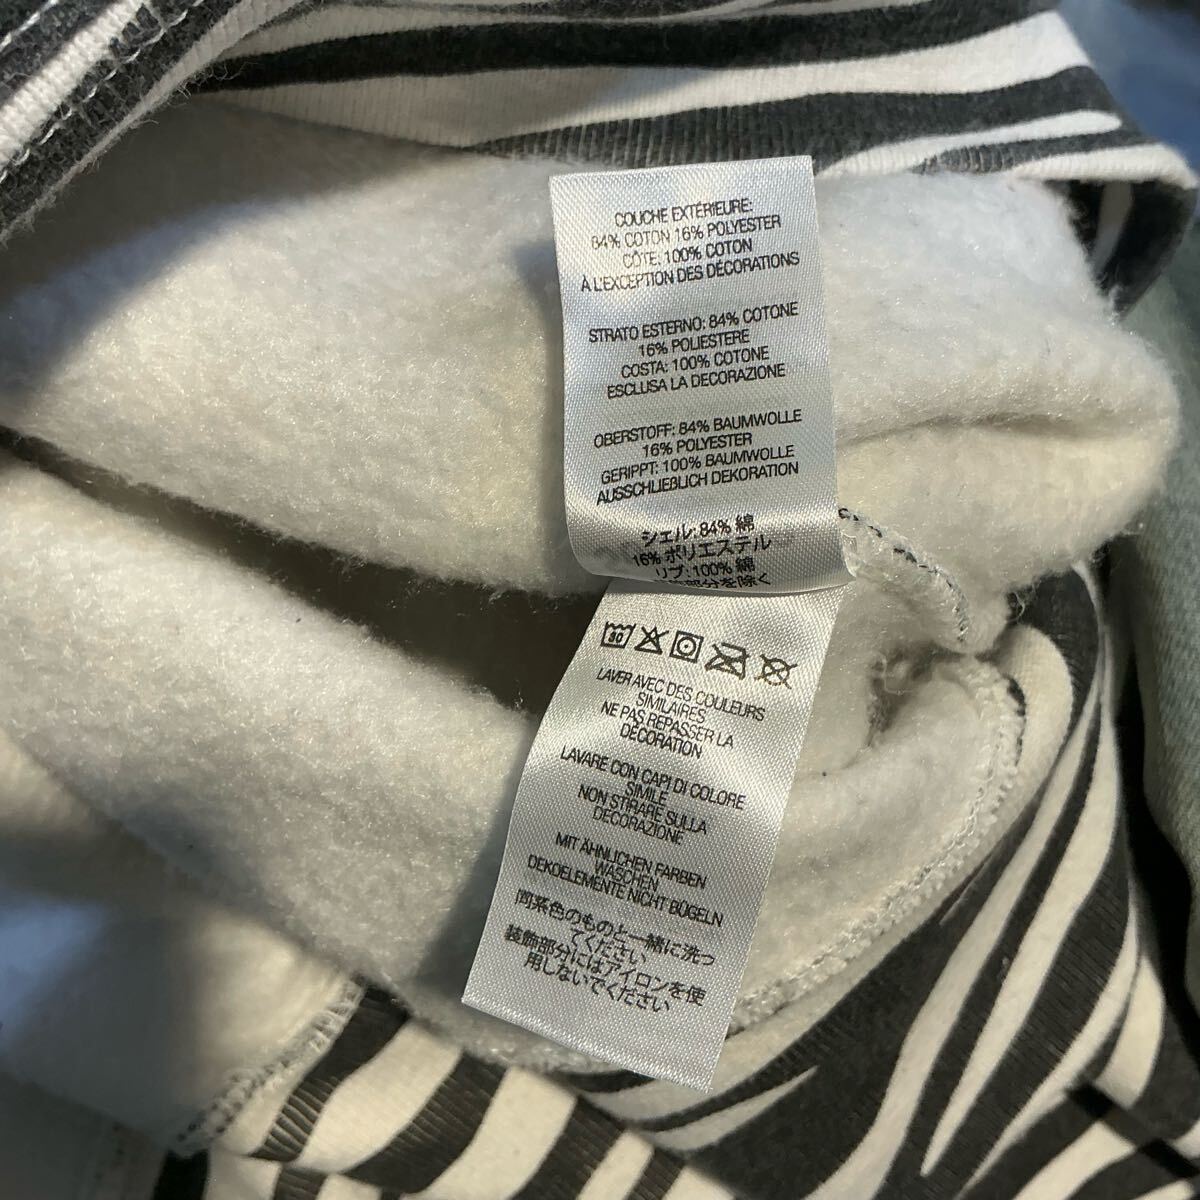 COUCHE EXTÉRIEURE:
84% COTON 16% POLYESTER
CÔTE: 100% COTON
À L'EXCEPTION DES DÉCORATIONS
STRATO ESTERNO: 84% COTONE
16% POLIESTERE
COSTA: 100% COTONE
ESCLUSA LA DECORAZIONE
OBERSTOFF: 84% BAUMWOLLE
16% POLYESTER
GERIPPT: 100% BAUMWOLLE
AUSSCHLIEßLICH DEKORATION
シェル: 84% 綿
16% ポリエステル
リブ: 100% 綿
部分を除く
30
LAVER AVEC DES COULEURS
SIMILAIRES
NE PAS REPASSER LA
DÉCORATION
LAVARE CON CAPI DI COLORE
SIMILE
NON STIRARE SULLA
DECORAZIONE
MIT ÄHNLICHEN FARBEN
WASCHEN
DEKOELEMENTE NICHT BÜGELN
同系色のものと一緒に洗っ
てください
装飾部分にはアイロンを使
用しないでください